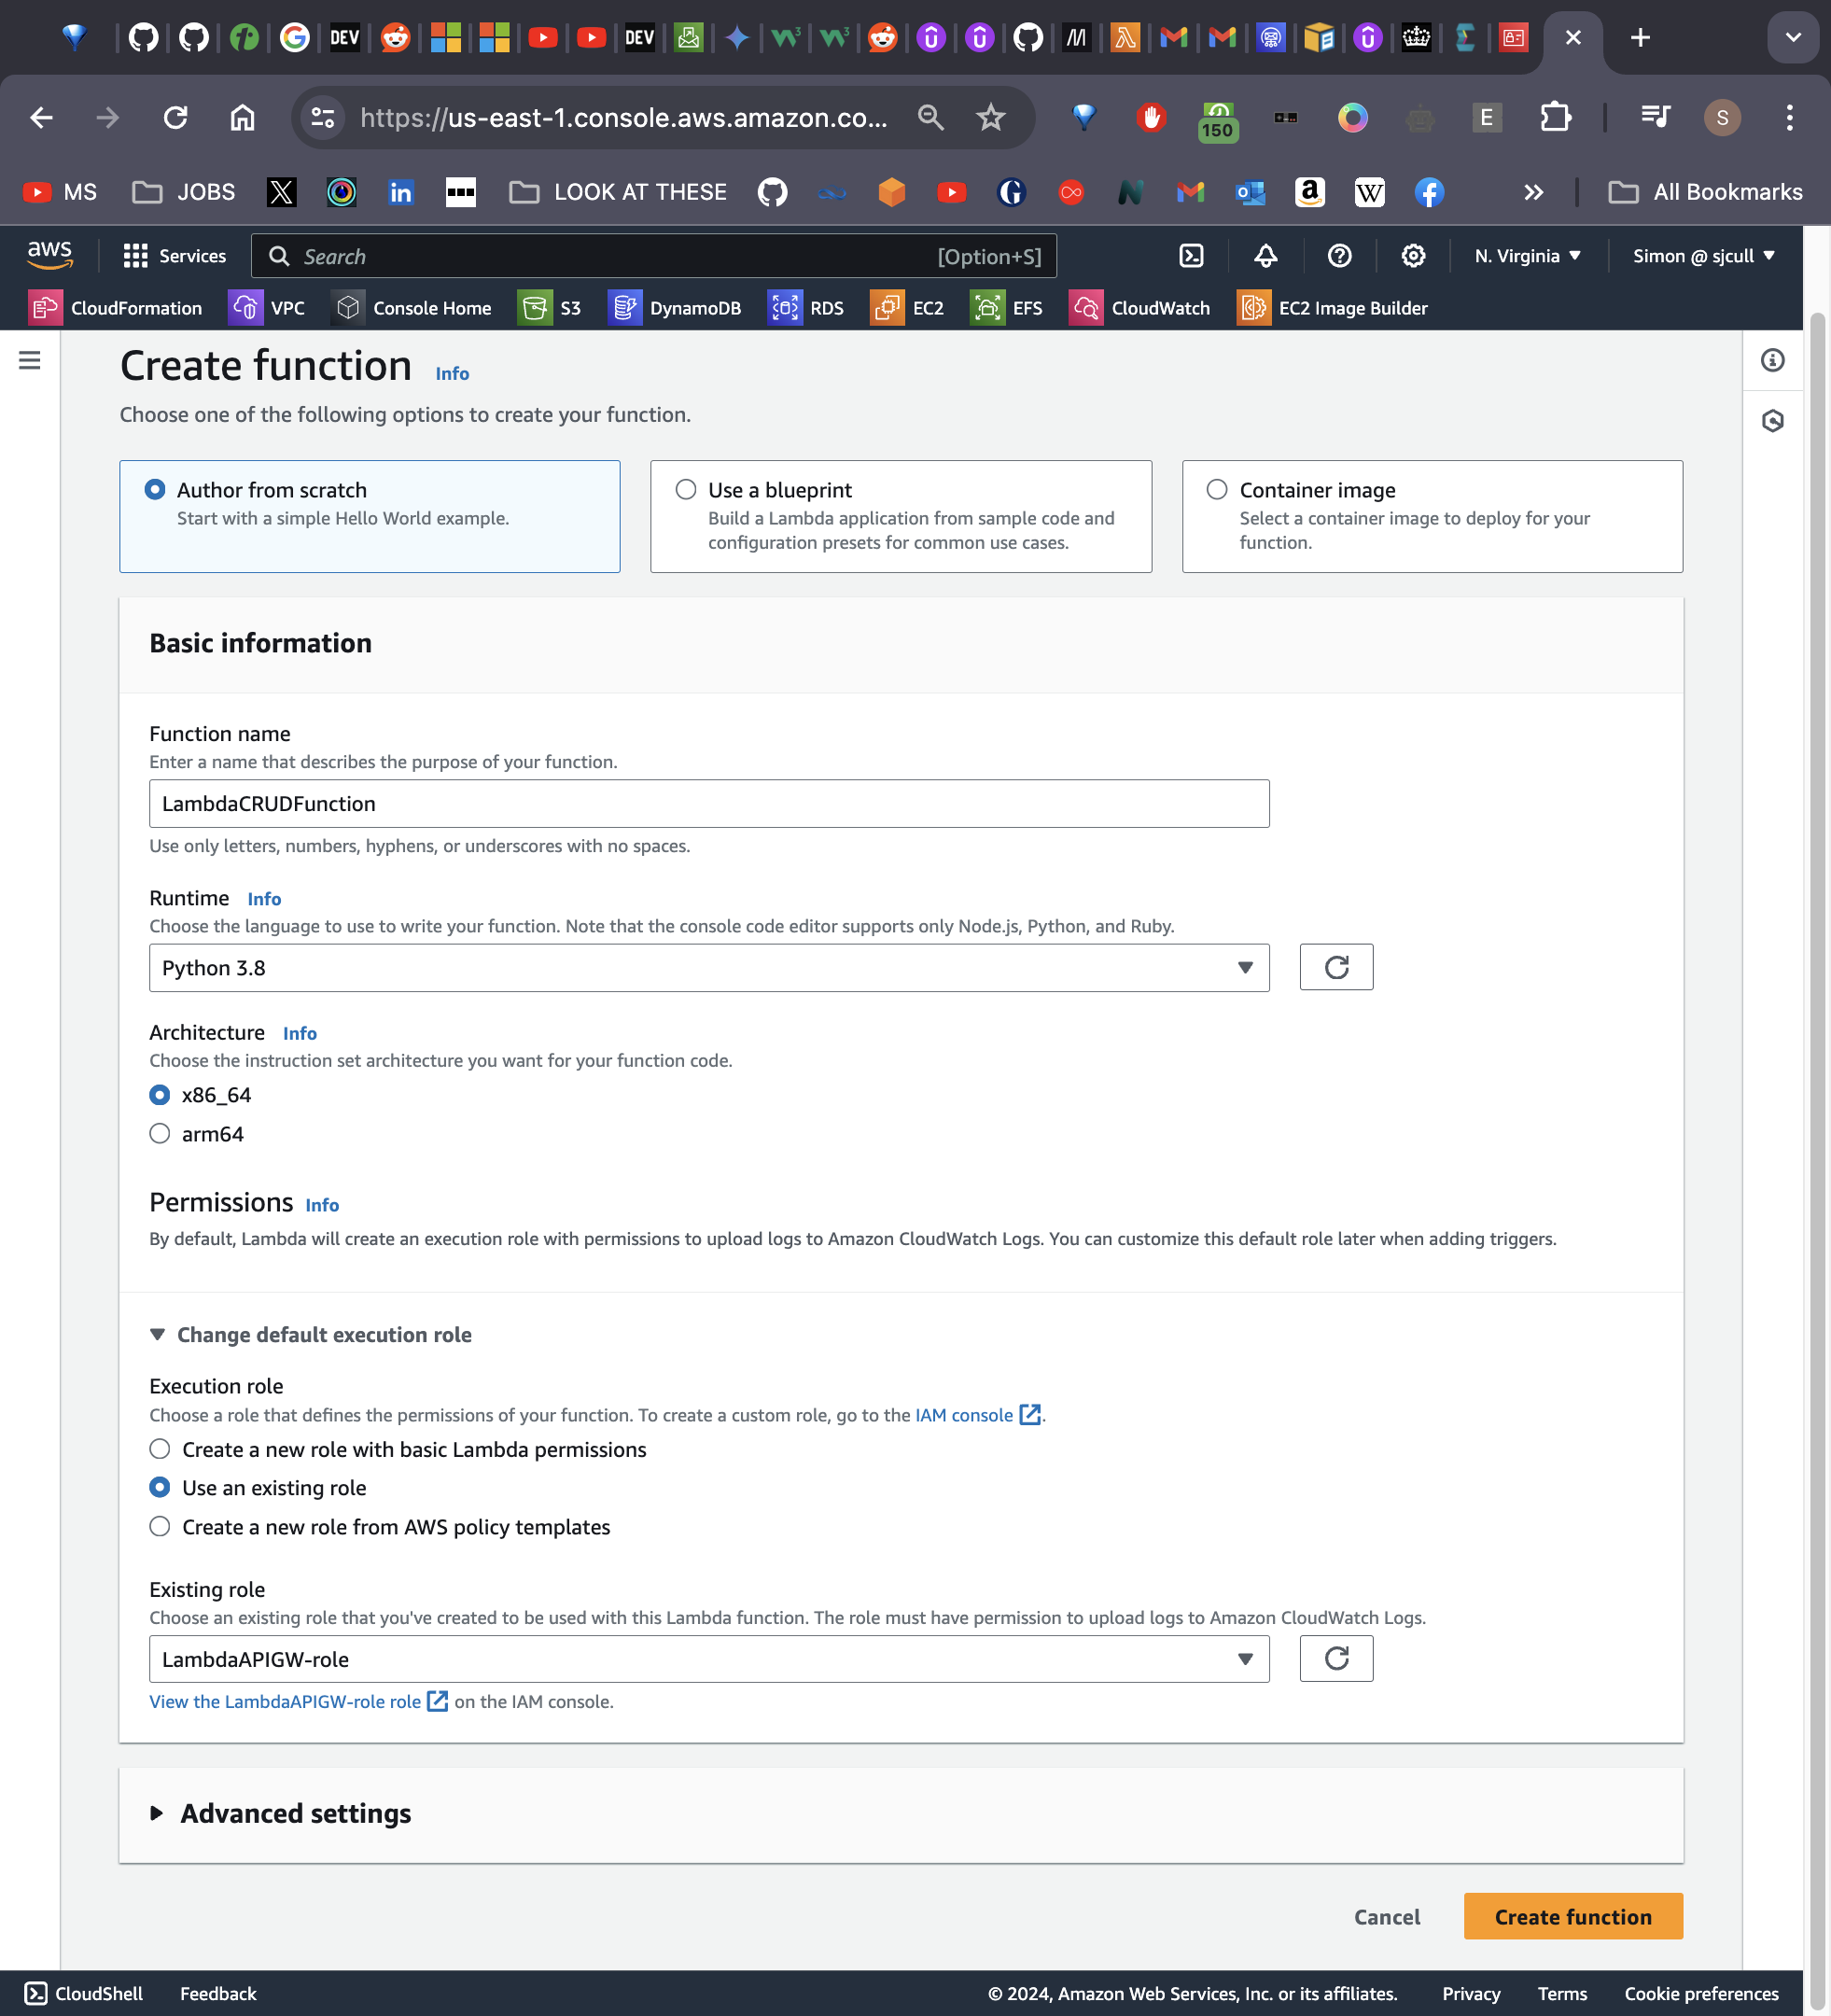 DEV
DEV
https://us-east-1.console.aws.amazon.co...
150
E
S
MS
JOBS
LOOK AT THESE
All Bookmarks
aws
Services
Search
[Option+S]
N. Virginia
Simon @ sjcull
CloudFormation
VPC
Console Home
S3
DynamoDB
RDS
EC2
EFS
CloudWatch
EC2 Image Builder
Create function
Info
Choose one of the following options to create your function.
Author from scratch
Start with a simple Hello World example.
Use a blueprint
Build a Lambda application from sample code and
configuration presets for common use cases.
Container image
Select a container image to deploy for your
function.
Basic information
Function name
Enter a name that describes the purpose of your function.
LambdaCRUDFunction
Use only letters, numbers, hyphens, or underscores with no spaces.
Runtime Info
Choose the language to use to write your function. Note that the console code editor supports only Node.js, Python, and Ruby.
Python 3.8
Architecture Info
Choose the instruction set architecture you want for your function code.
x86_64
arm64
Permissions Info
By default, Lambda will create an execution role with permissions to upload logs to Amazon CloudWatch Logs. You can customize this default role later when adding triggers.
Change default execution role
Execution role
Choose a role that defines the permissions of your function. To create a custom role, go to the IAM console.
Create a new role with basic Lambda permissions
Use an existing role
Create a new role from AWS policy templates
Existing role
Choose an existing role that you've created to be used with this Lambda function. The role must have permission to upload logs to Amazon CloudWatch Logs.
LambdaAPIGW-role
View the LambdaAPIGW-role role on the IAM console.
Advanced settings
Cancel
Create function
CloudShell
Feedback
© 2024, Amazon Web Services, Inc. or its affiliates.
Privacy
Terms
Cookie preferences